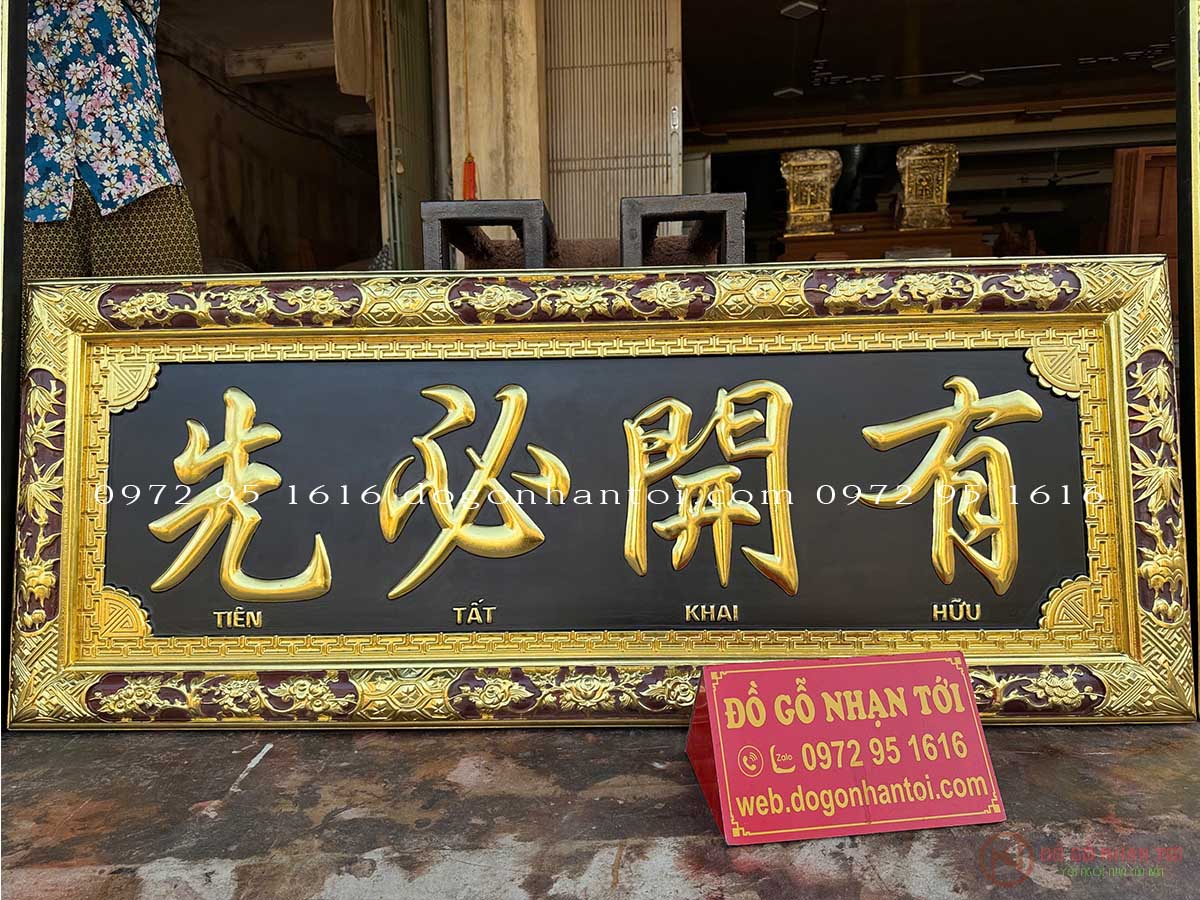 先必開有
TIÊN TẤT KHAI HỮU
0972 95 1616 dogonhantoi.com 0972 95 1616
ĐỒ GỖ NHẠN TỚI
Zalo 0972 95 1616
web.dogonhantoi.com
ĐỒ GỖ NHẠN TỚI